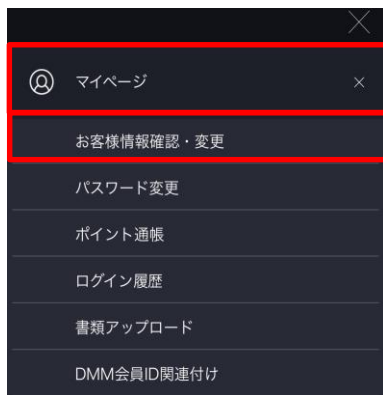 マイページ
お客様情報確認・変更
パスワード変更
ポイント通帳
ログイン履歴
書類アップロード
DMM会員ID関連付け